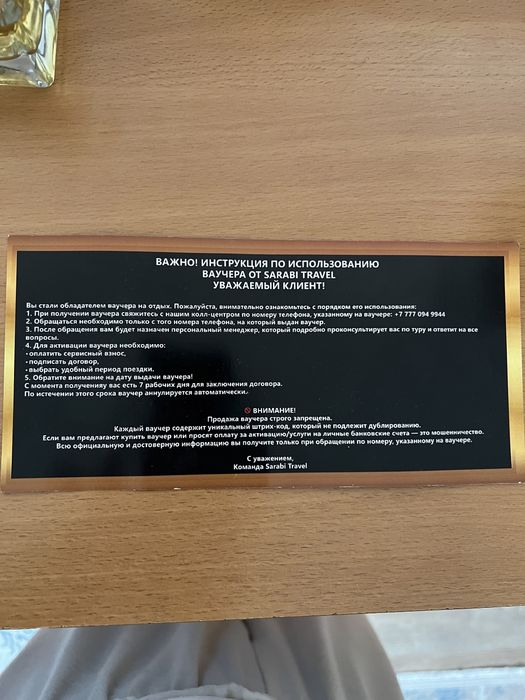 ВАЖНО! ИНСТРУКЦИЯ ПО ИСПОЛЬЗОВАНИЮ
ВАУЧЕРА ОТ SARABI TRAVEL
УВАЖАЕМЫЙ КЛИЕНТ!
Вы стали обладателем ваучера на отдых. Пожалуйста, внимательно ознакомьтесь с порядком его использования:
1. При получении ваучера свяжитесь с нашим колл-центром по номеру телефона, указанному на ваучере: +7 777 094 9944
2. Обращаться необходимо только с того номера телефона, на который выдан ваучер.
3. После обращения вам будет назначен персональный менеджер, который подробно проконсультирует вас по туру и ответит на все
вопросы.
4. Для активации ваучера необходимо:
• оплатить сервисный взнос,
• подписать договор,
• выбрать удобный период поездки.
5. Обратите внимание на дату выдачи ваучера!
С момента полученияу вас есть 7 рабочих дня для заключения договора.
По истечении этого срока ваучер аннулируется автоматически.
🚫 ВНИМАНИЕ!
Продажа ваучера строго запрещена.
Каждый ваучер содержит уникальный штрих-код, который не подлежит дублированию.
Если вам предлагают купить ваучер или просят оплату за активацию/услуги на личные банковские счета — это мошенничество.
Всю официальную и достоверную информацию вы получите только при обращении по номеру, указанному на ваучере.
С уважением,
Команда Sarabi Travel